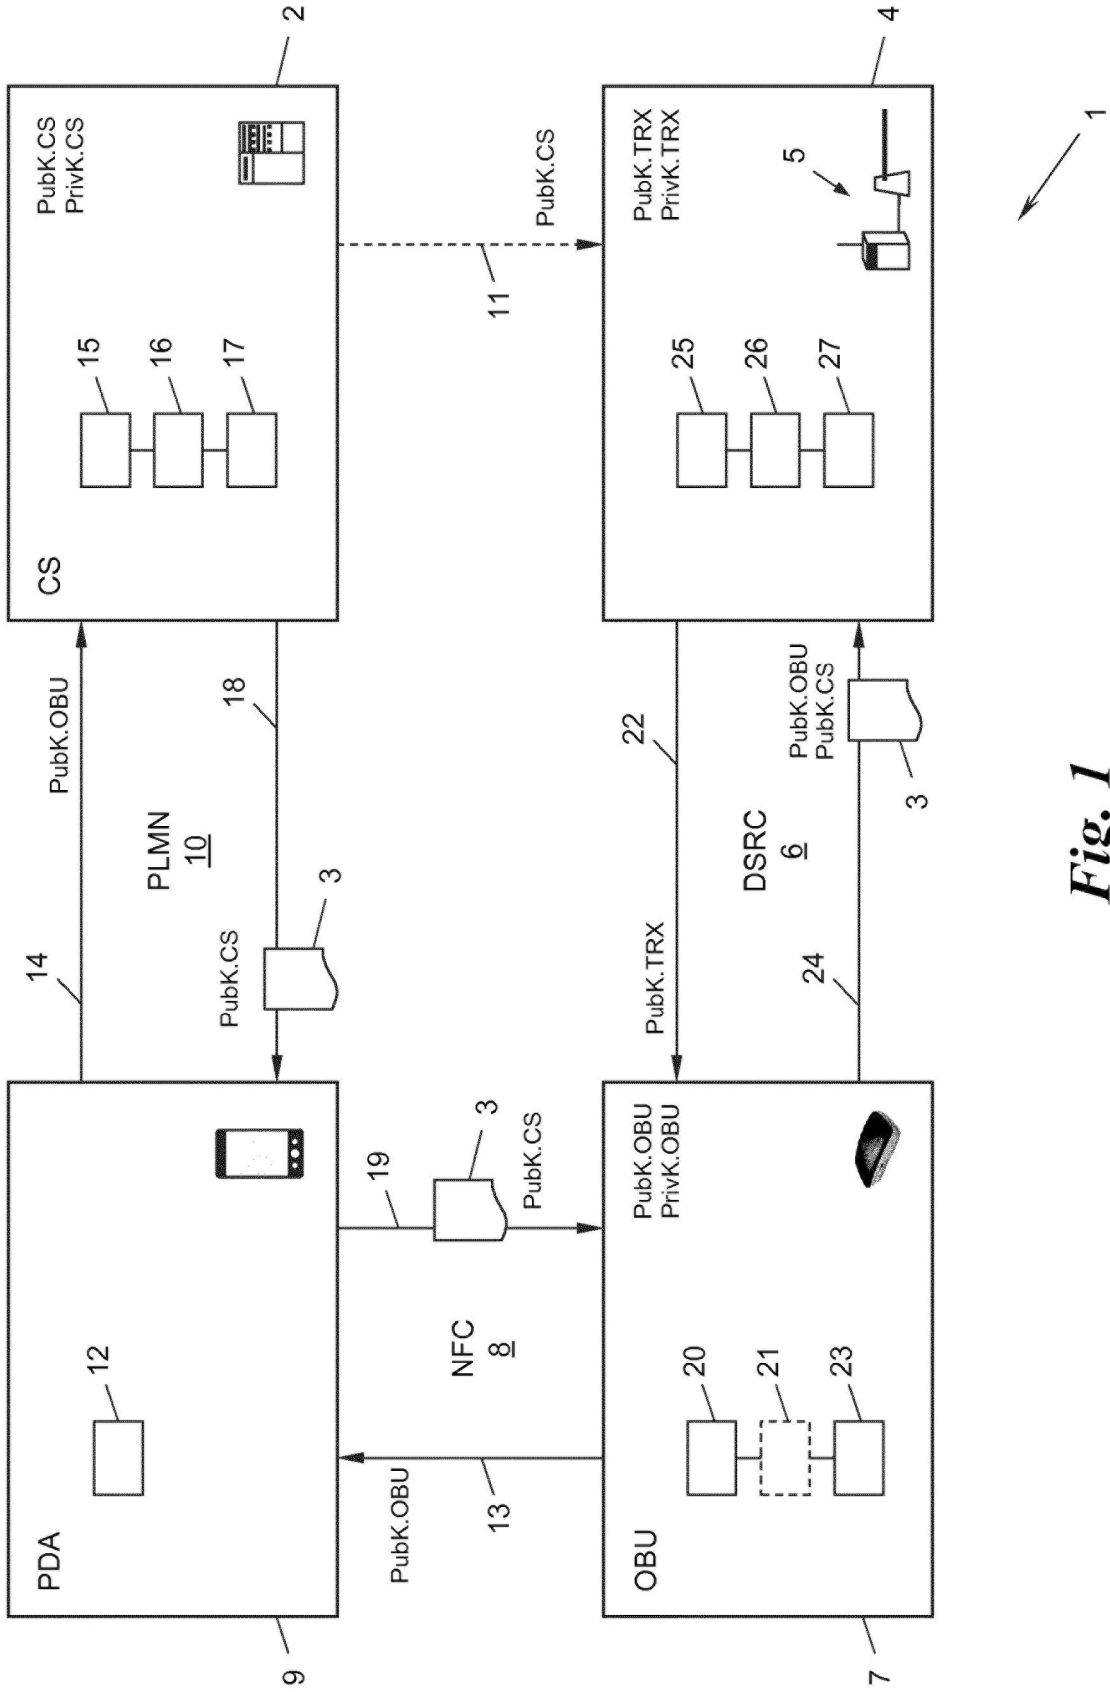 PDA
12
9
14
PubK.OBU
PLMN
10
18
PubK.CS
3
CS
15
16
17
PubK.CS
PrivK.CS
2
PubK.OBU
13
NFC
8
19
3
PubK.CS
11
PubK.CS
OBU
20
21
23
PubK.OBU
PrivK.OBU
7
PubK.TRX
22
DSRC
6
24
PubK.OBU
PubK.CS
3
25
26
27
PubK.TRX
PrivK.TRX
5
4
1
Fig. 1